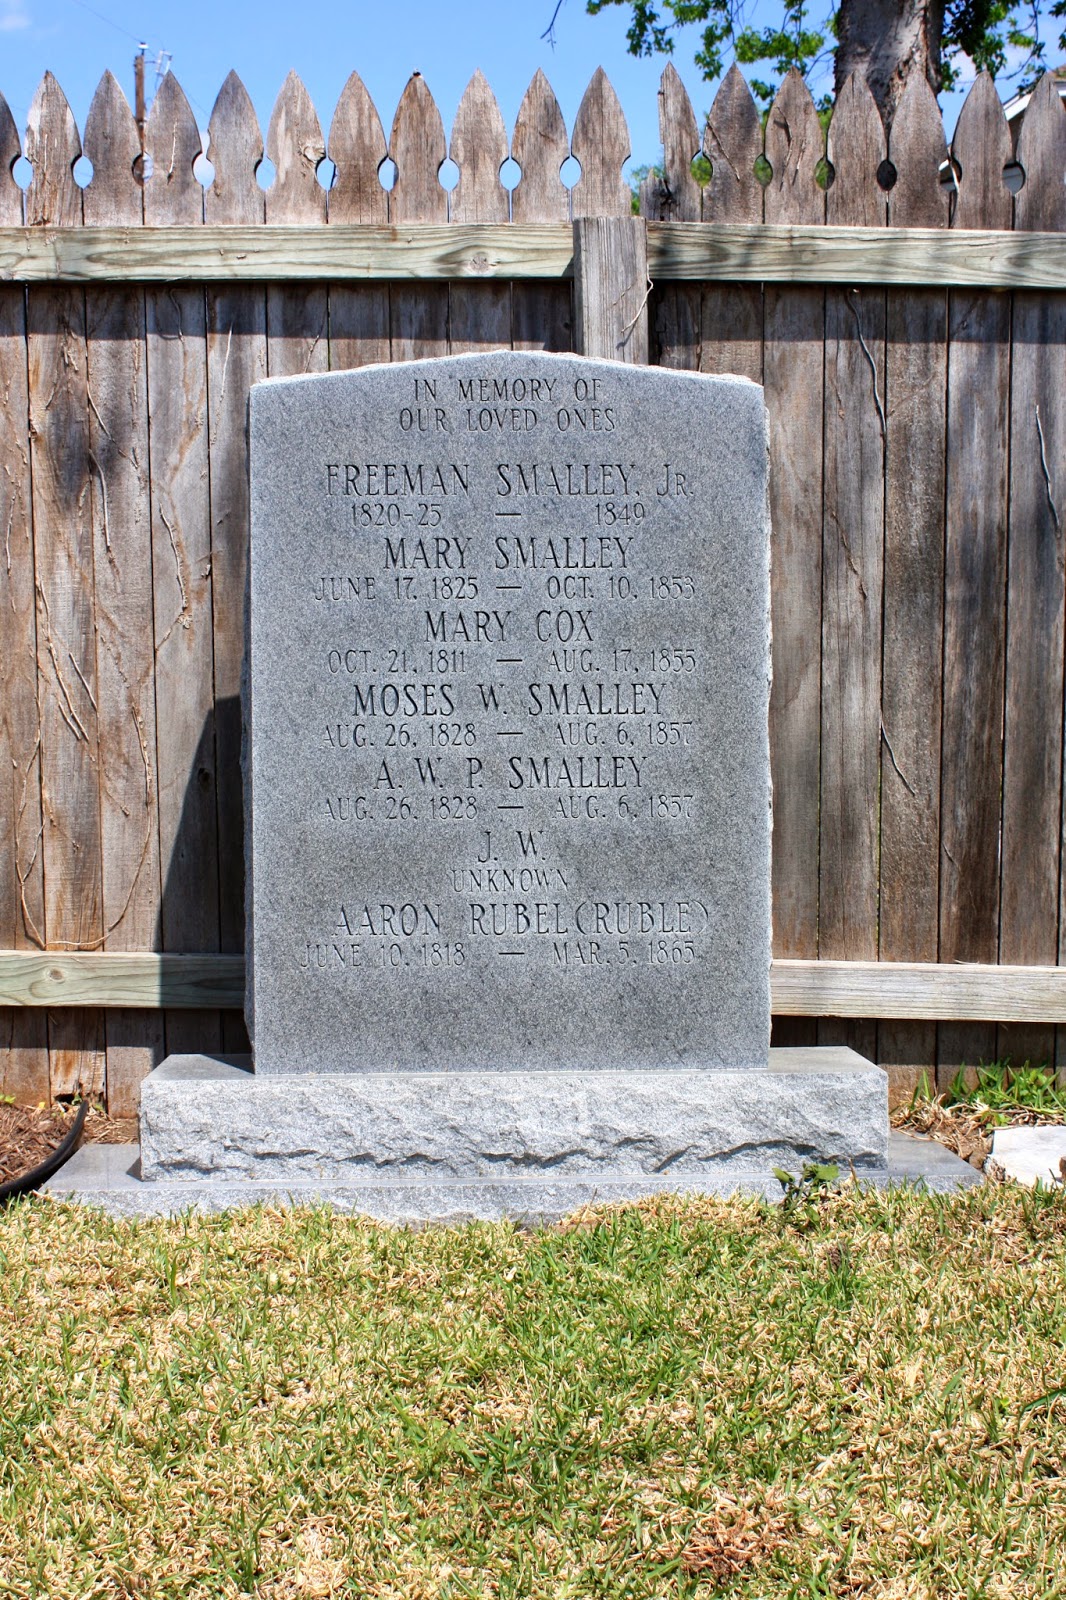 IN MEMORY OF
OUR LOVED ONES
FREEMAN SMALLEY, JR.
1820-25 — 1849
MARY SMALLEY
JUNE 17, 1825 — OCT. 10, 1853
MARY COX
OCT. 21, 1811 — AUG. 17, 1855
MOSES W. SMALLEY
AUG. 26, 1828 — AUG. 6, 1857
A. W. P. SMALLEY
AUG. 26, 1828 — AUG. 6, 1857
J. W.
UNKNOWN
AARON RUBEL (RUBLE)
JUNE 10, 1818 — MAR. 5, 1865